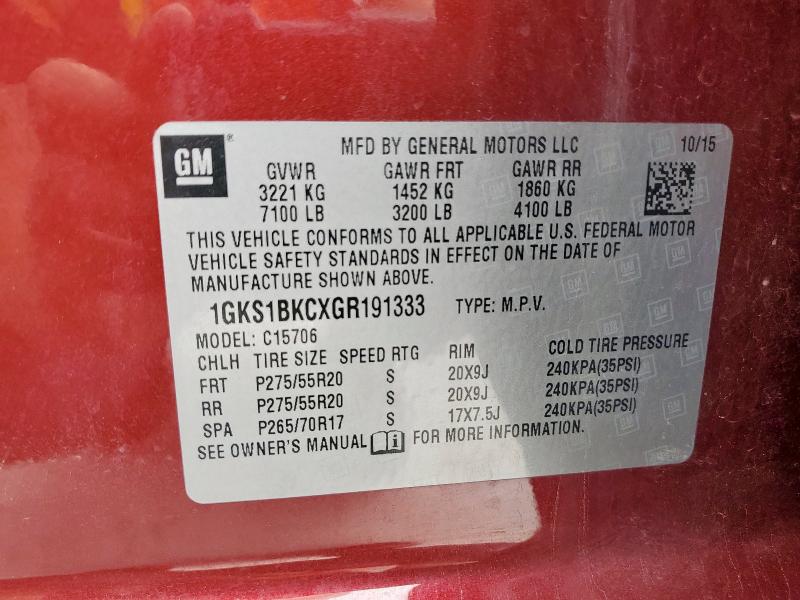 GM
MFD BY GENERAL MOTORS LLC 10/15
GVWR GAWR FRT GAWR RR
3221 KG 1452 KG 1860 KG
7100 LB 3200 LB 4100 LB
THIS VEHICLE CONFORMS TO ALL APPLICABLE U.S. FEDERAL MOTOR
VEHICLE SAFETY STANDARDS IN EFFECT ON THE DATE OF
MANUFACTURE SHOWN ABOVE.
1GKS1BKCXGR191333 TYPE: M.P.V.
MODEL: C15706
CHLH TIRE SIZE SPEED RTG RIM COLD TIRE PRESSURE
FRT P275/55R20 S 20X9J 240KPA(35PSI)
RR P275/55R20 S 20X9J 240KPA(35PSI)
SPA P265/70R17 S 17X7.5J 240KPA(35PSI)
SEE OWNER'S MANUAL FOR MORE INFORMATION.